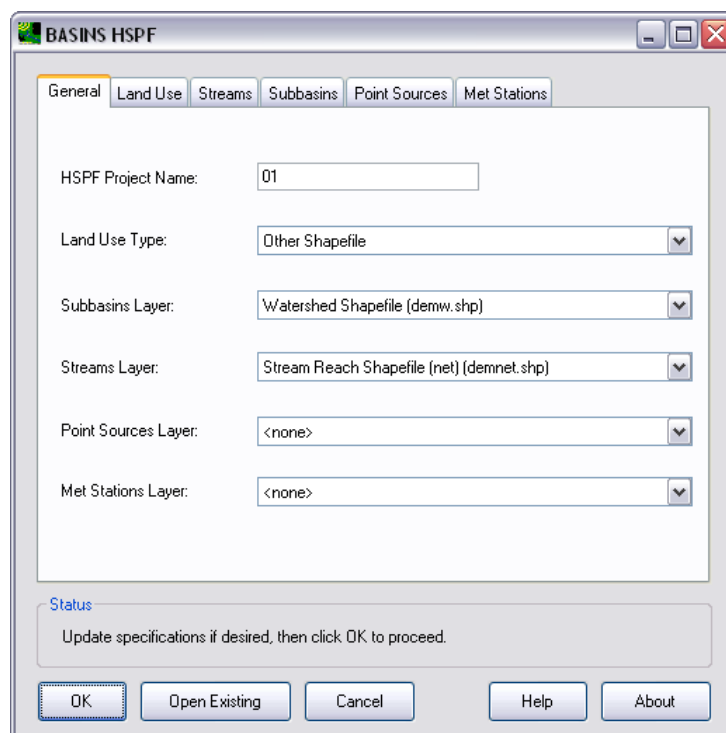 BASINS HSPF
General Land Use Streams Subbasins Point Sources Met Stations
HSPF Project Name: 01
Land Use Type: Other Shapefile
Subbasins Layer: Watershed Shapefile (demw.shp)
Streams Layer: Stream Reach Shapefile (net) (demnet.shp)
Point Sources Layer: <none>
Met Stations Layer: <none>
Status
Update specifications if desired, then click OK to proceed.
OK Open Existing Cancel Help About